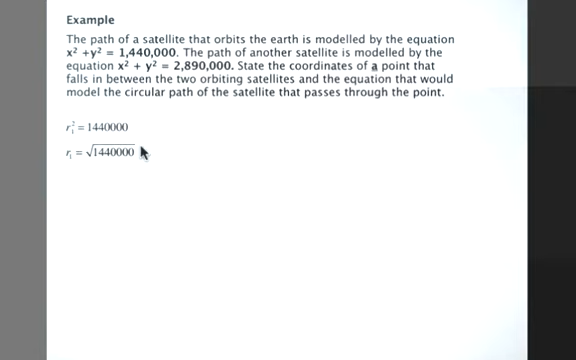 Example
The path of a satellite that orbits the earth is modelled by the equation
x² +y² = 1,440,000. The path of another satellite is modelled by the
equation x² + y² = 2,890,000. State the coordinates of a point that
falls in between the two orbiting satellites and the equation that would
model the circular path of the satellite that passes through the point.
r₁² = 1440000
r₁ = √1440000